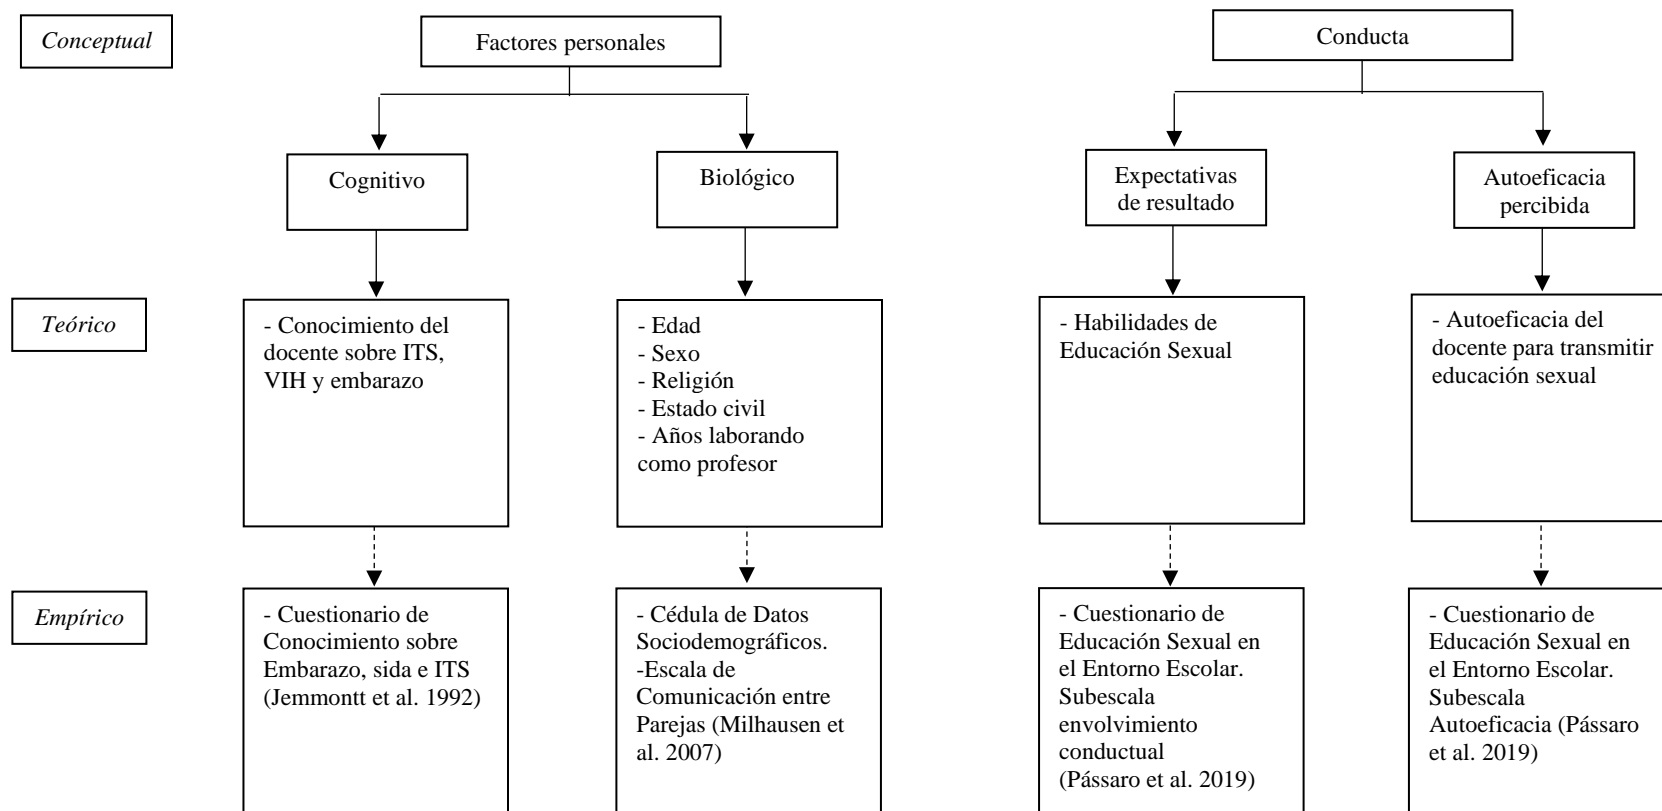 Conceptual
Factores personales
Conducta
Cognitivo
Biológico
Expectativas
de resultado
Autoeficacia
percibida
Teórico
- Conocimiento del
docente sobre ITS,
VIH y embarazo
- Edad
- Sexo
- Religión
- Estado civil
- Años laborando
como profesor
- Habilidades de
Educación Sexual
- Autoeficacia del
docente para transmitir
educación sexual
Empírico
- Cuestionario de
Conocimiento sobre
Embarazo, sida e ITS
(Jemmontt et al. 1992)
- Cédula de Datos
Sociodemográficos.
-Escala de
Comunicación entre
Parejas (Milhausen et
al. 2007)
- Cuestionario de
Educación Sexual en
el Entorno Escolar.
Subescala
envolvimiento
conductual
(Pássaro et al. 2019)
- Cuestionario de
Educación Sexual en
el Entorno Escolar.
Subescala
Autoeficacia (Pássaro
et al. 2019)